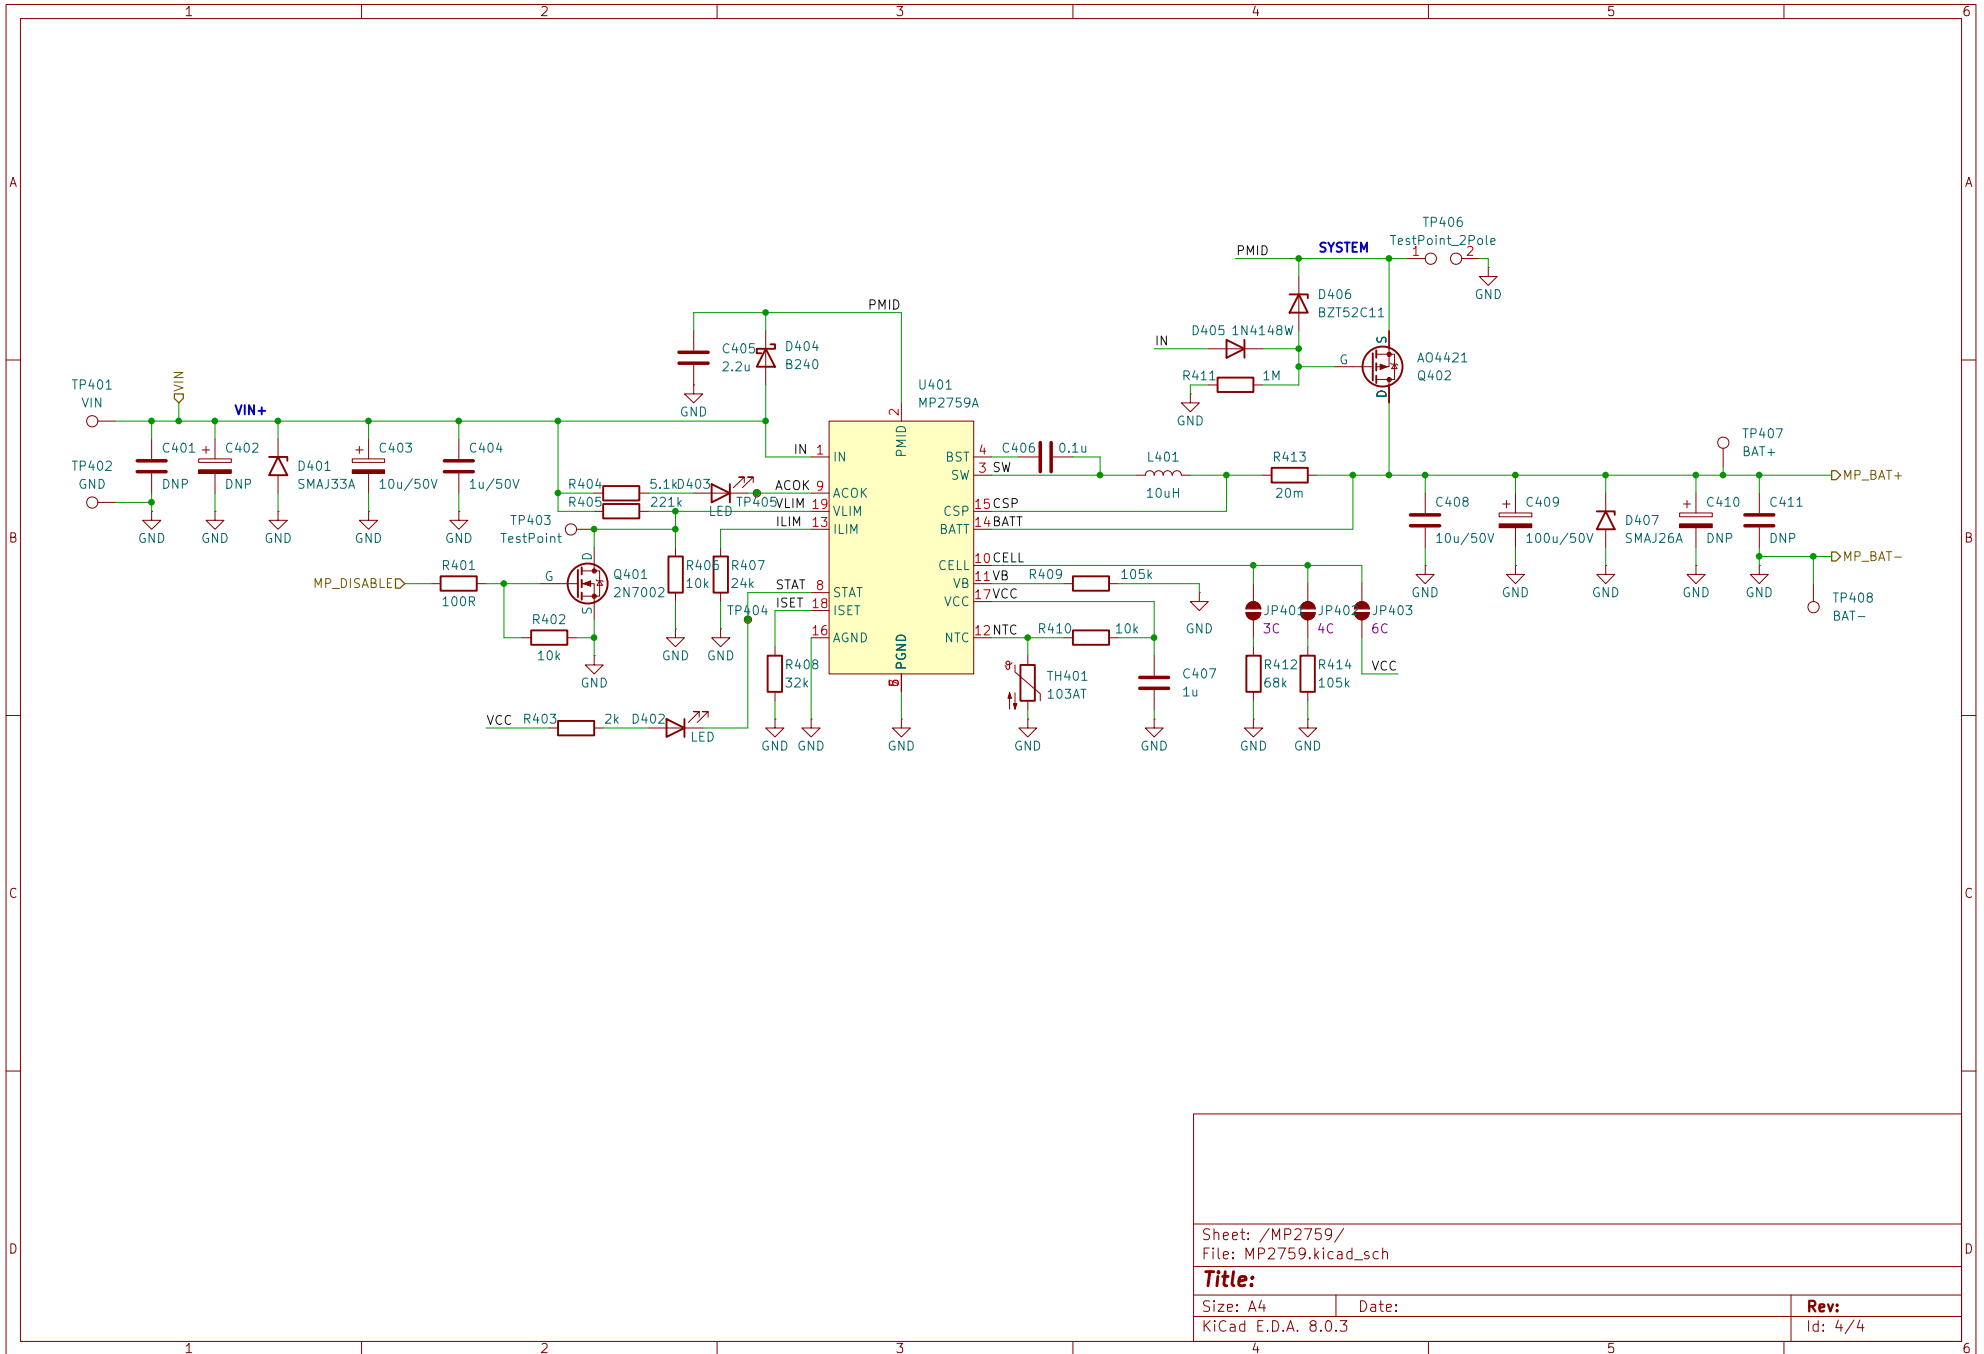 1 2 3 4 5 6
A A
B B
C C
D D
1 2 3 4 5 6
TP406
TestPoint_2Pole
PMID
SYSTEM
1 2
GND
D406
BZT52C11
D405 1N4148W
IN
S
G
D
AO4421
Q402
R411
1M
GND
PMID
C405
2.2u
GND
D404
B240
U401
MP2759A
TP401
VIN
VIN
VIN+
TP402
GND
C401
DNP
GND
+
C402
DNP
GND
D401
SMAJ33A
GND
+
C403
10u/50V
GND
C404
1u/50V
GND
R404
5.1k
D403
LED
TP405
R405
221k
TP403
TestPoint
IN 1 IN
ACOK 9 ACOK
VLIM 19 VLIM
ILIM 13 ILIM
STAT 8 STAT
ISET 18 ISET
16 AGND
2
PMID
PGND
BST 4
SW 3 SW
CSP 15 CSP
BATT 14 BATT
CELL 10 CELL
VB 11 VB
VCC 17 VCC
NTC 12 NTC
MP_DISABLE
R401
100R
G
D
S
Q401
2N7002
R402
10k
GND
R406
10k
GND
R407
24k
GND
TP404
R408
32k
GND
GND
GND
VCC
R403
2k
D402
LED
C406
0.1u
L401
10uH
R413
20m
R409
105k
GND
R410
10k
TH401
103AT
GND
C407
1u
GND
JP401
3C
JP402
4C
JP403
6C
R412
68k
GND
R414
105k
GND
VCC
C408
10u/50V
GND
+
C409
100u/50V
GND
D407
SMAJ26A
GND
+
C410
DNP
GND
C411
DNP
GND
TP407
BAT+
MP_BAT+
MP_BAT-
TP408
BAT-
Sheet: /MP2759/
File: MP2759.kicad_sch
Title:
Size: A4 Date: Rev:
KiCad E.D.A. 8.0.3 Id: 4/4